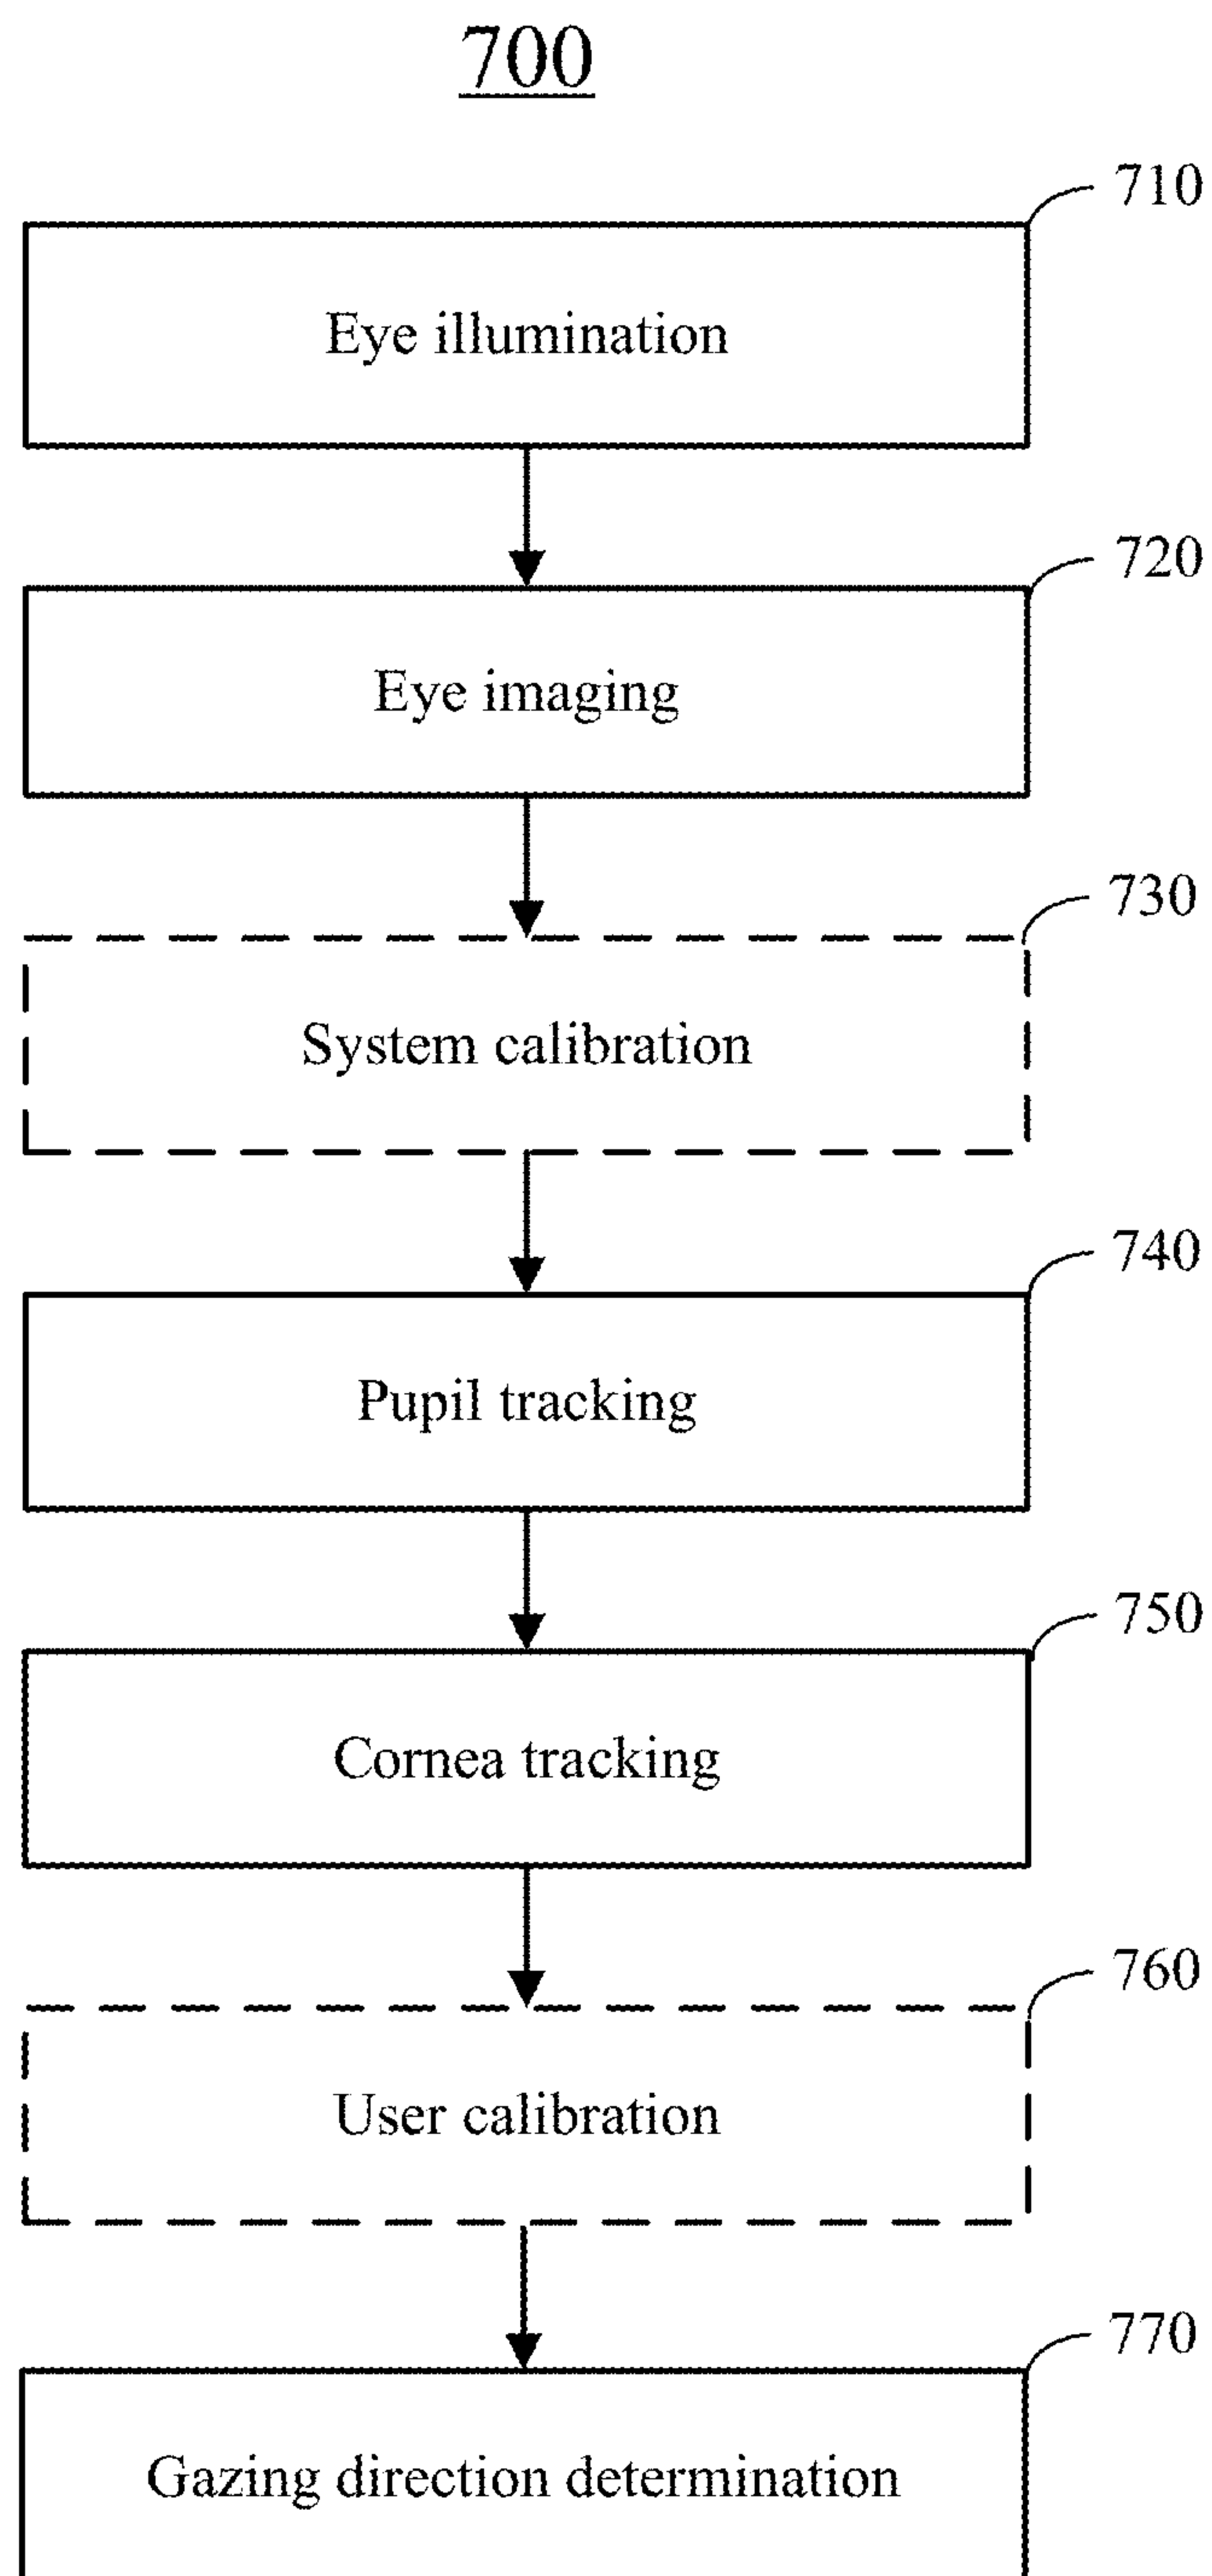 700
710
Eye illumination
720
Eye imaging
730
System calibration
740
Pupil tracking
750
Cornea tracking
760
User calibration
770
Gazing direction determination